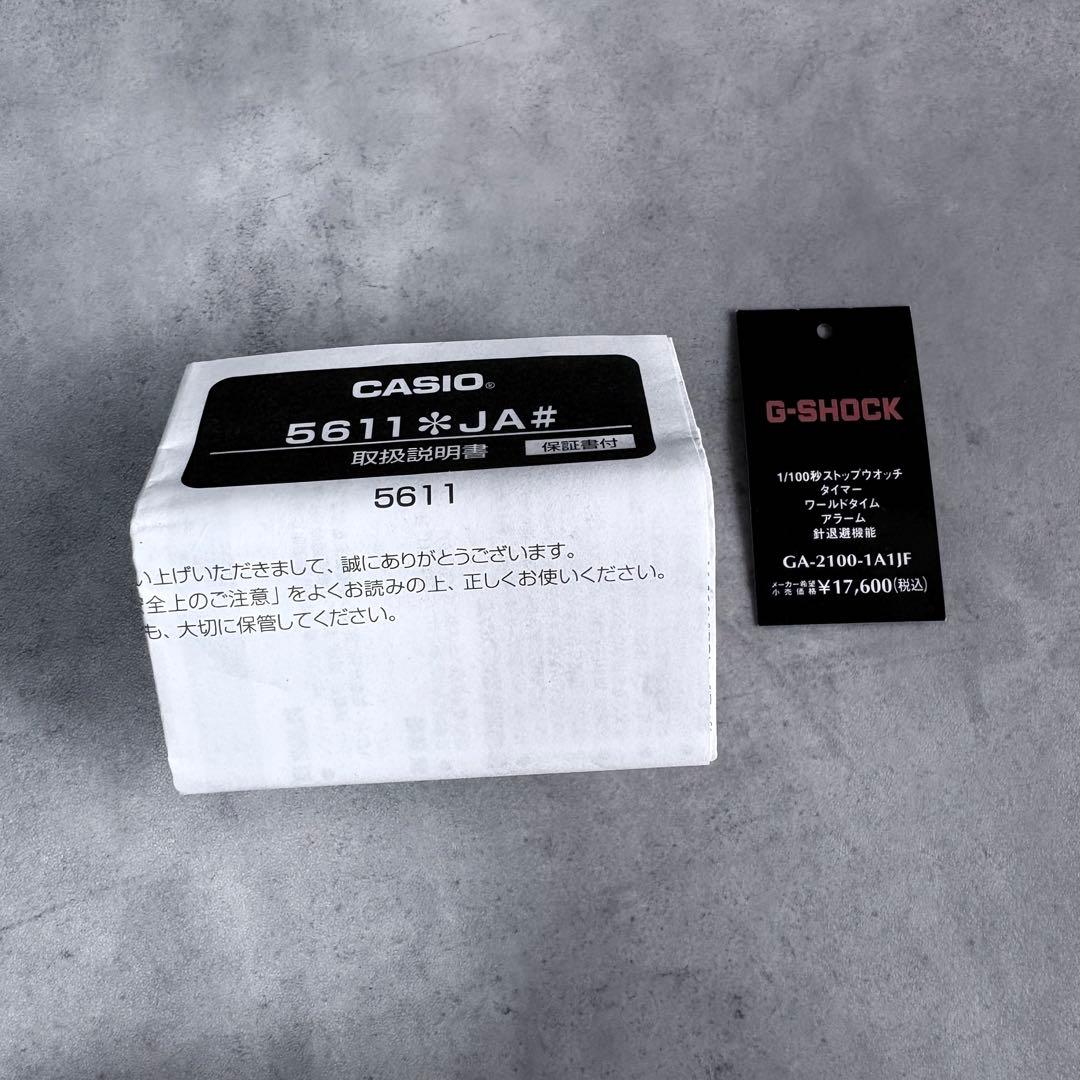 CASIO®
5611✽JA#
取扱説明書 保証書付
5611
い上げいただきまして、誠にありがとうございます。
全上のご注意」をよくお読みの上、正しくお使いください。
も、大切に保管してください。
G-SHOCK
1/100秒ストップウオッチ
タイマー
ワールドタイム
アラーム
針退避機能
GA-2100-1A1JF
メーカー希望
小売価格 ¥17,600(税込)